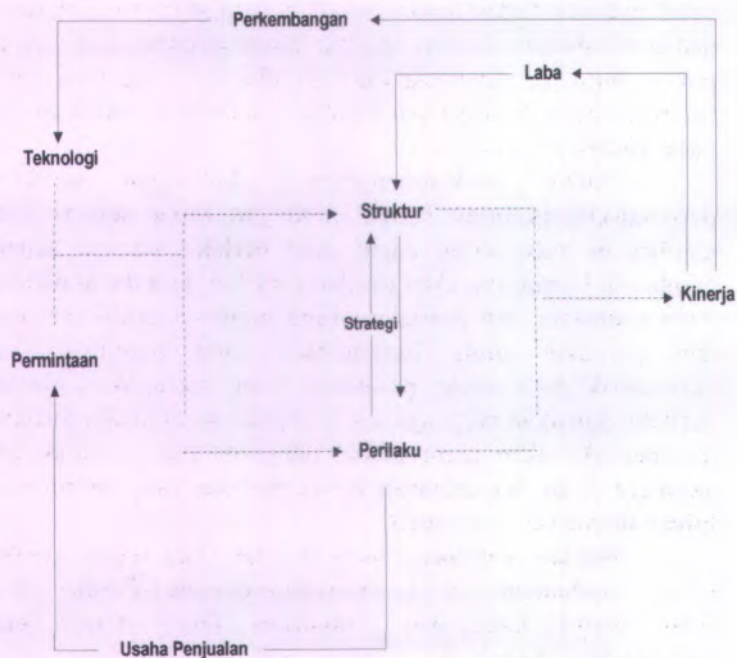 Perkembangan
Laba
Teknologi
Struktur
Kinerja
Strategi
Permintaan
Perilaku
Usaha Penjualan